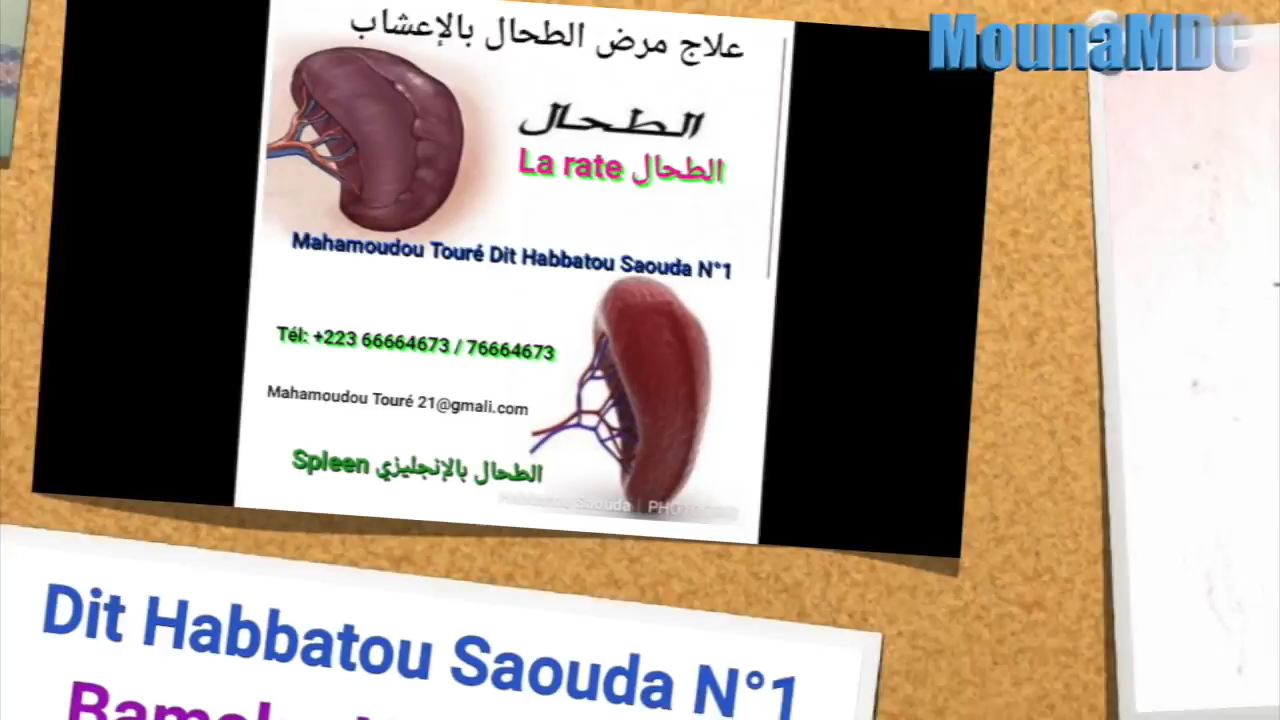 MounaMDC
علاج مرض الطحال بالإعشاب
الطحال
La rate الطحال
Mahamoudou Touré Dit Habbatou Saouda N°1
Tél: +223 66664673 / 76664673
Mahamoudou Touré 21@gmali.com
Spleen الطحال بالإنجليزي
Saouda
Dit Habbatou Saouda N°1